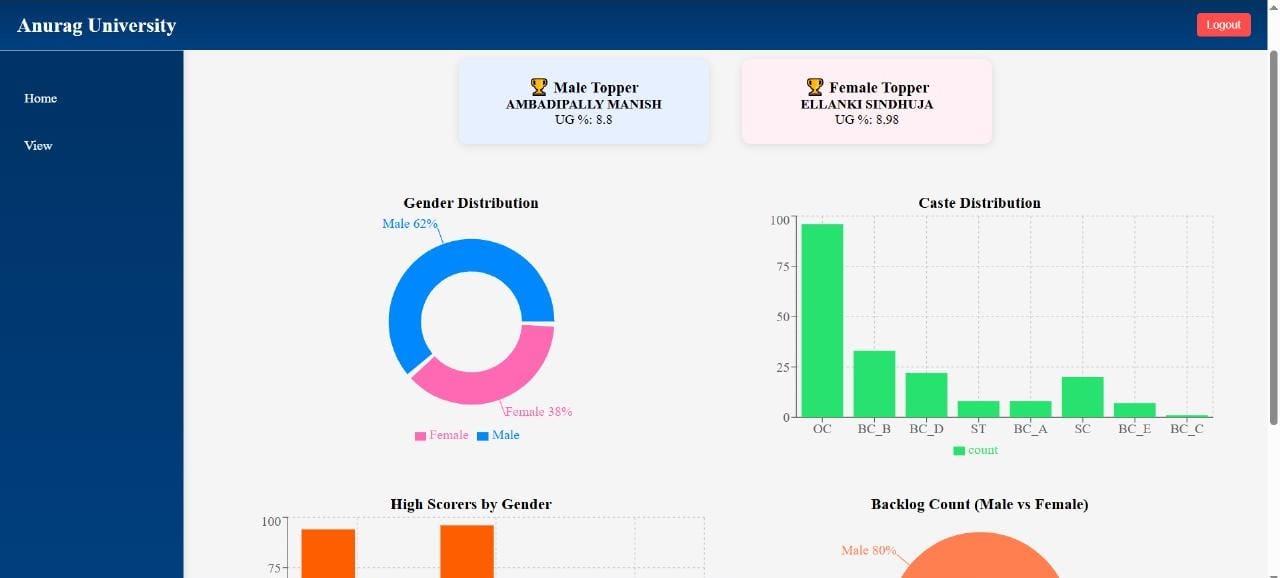 Anurag University
Logout
Home
View
🏆 Male Topper
AMBADIPALLY MANISH
UG %: 8.8
🏆 Female Topper
ELLANKI SINDHUJA
UG %: 8.98
Gender Distribution
Male 62%
Female 38%
Female Male
Caste Distribution
100
75
50
25
0
OC BC_B BC_D ST BC_A SC BC_E BC_C
count
High Scorers by Gender
100
75
Backlog Count (Male vs Female)
Male 80%